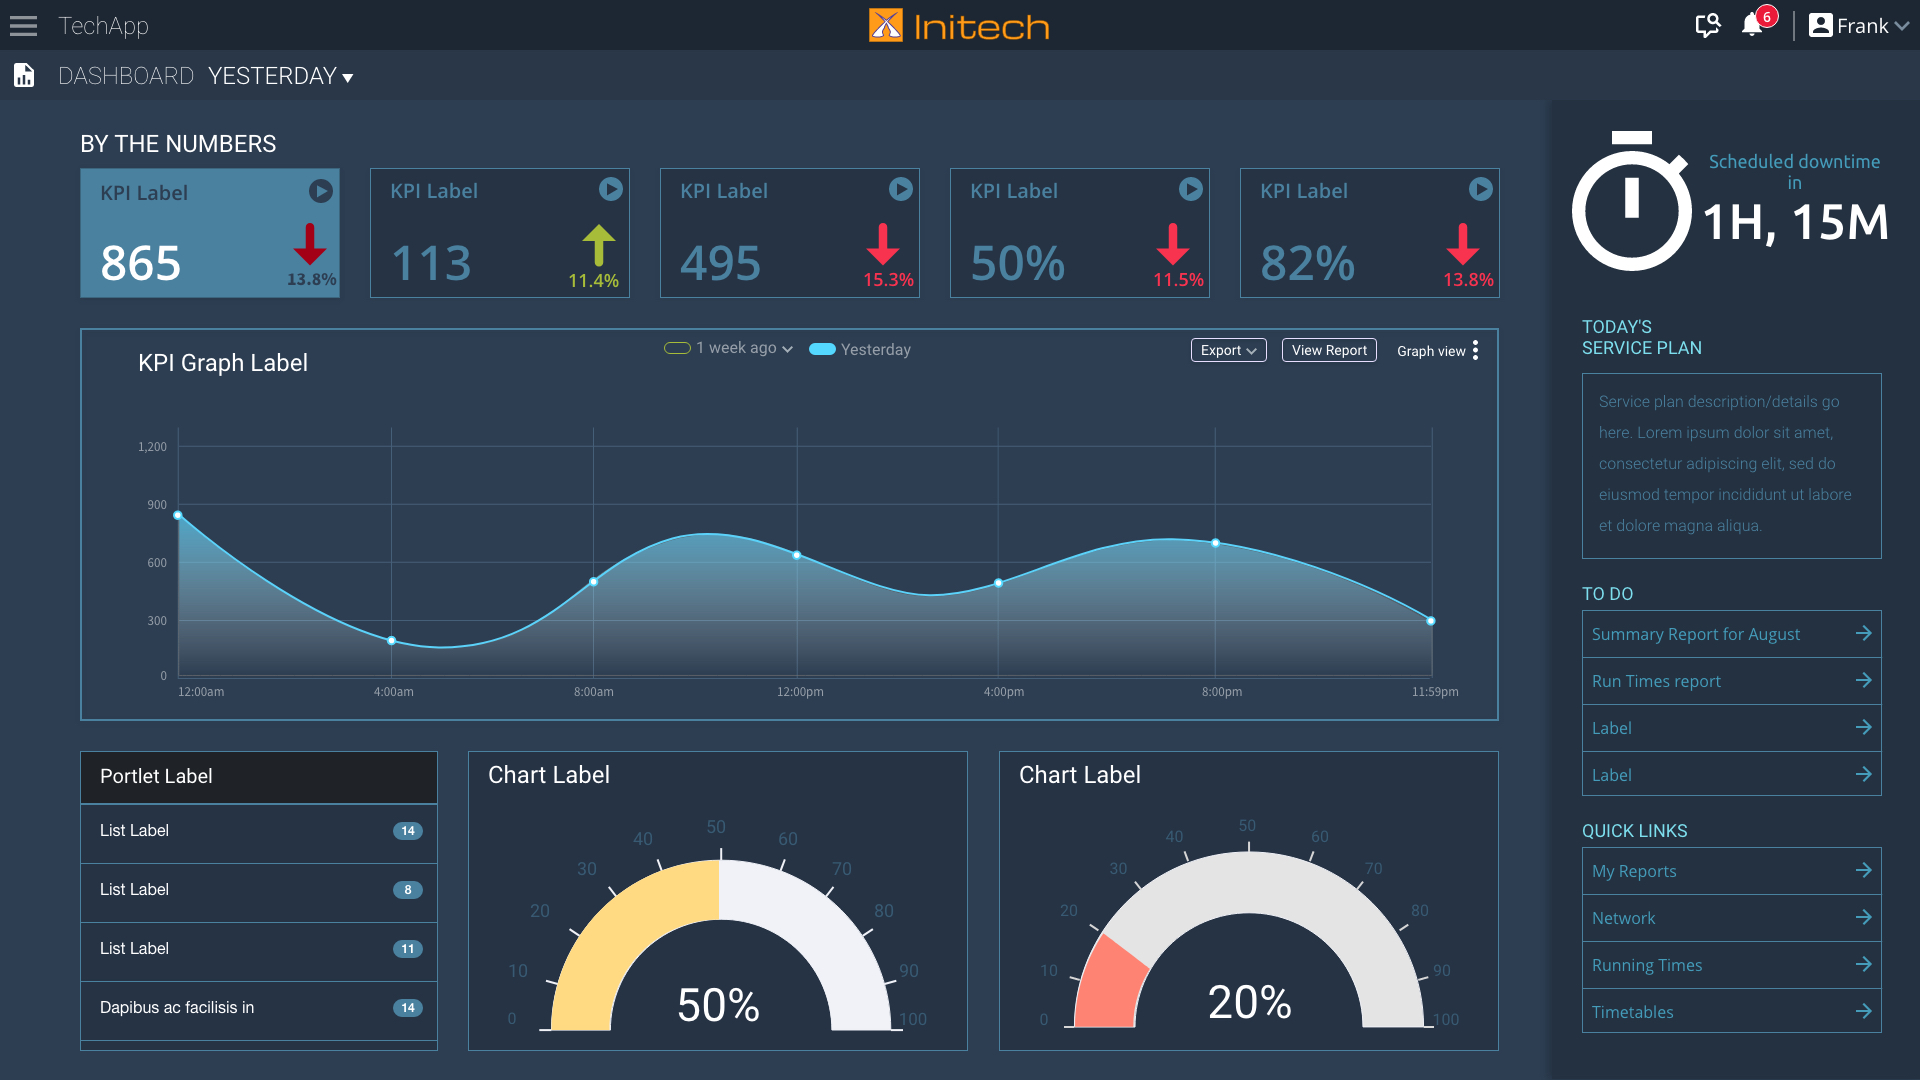 TechApp
Initech
6
Frank
DASHBOARD YESTERDAY
BY THE NUMBERS
KPI Label
865
13.8%
KPI Label
113
11.4%
KPI Label
495
15.3%
KPI Label
50%
11.5%
KPI Label
82%
13.8%
KPI Graph Label
1 week ago
Yesterday
Export
View Report
Graph view
1,200
900
600
300
0
12:00am
4:00am
8:00am
12:00pm
4:00pm
8:00pm
11:59pm
Portlet Label
List Label 14
List Label 8
List Label 11
Dapibus ac facilisis in 14
Chart Label
0
10
20
30
40
50
60
70
80
90
100
50%
Chart Label
0
10
20
30
40
50
60
70
80
90
100
20%
Scheduled downtime
in
1H, 15M
TODAY'S
SERVICE PLAN
Service plan description/details go
here. Lorem ipsum dolor sit amet,
consectetur adipiscing elit, sed do
eiusmod tempor incididunt ut labore
et dolore magna aliqua.
TO DO
Summary Report for August
Run Times report
Label
Label
QUICK LINKS
My Reports
Network
Running Times
Timetables